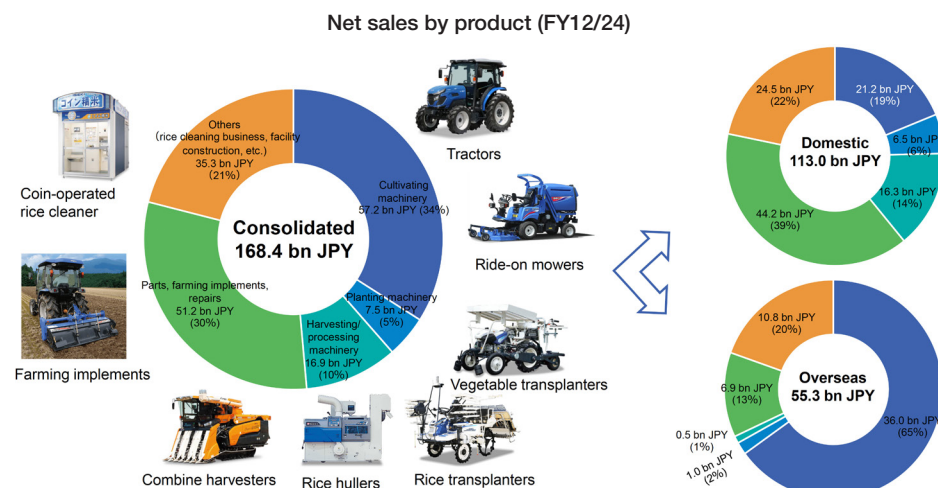 Net sales by product (FY12/24)
コイン精米
Coin-operated
rice cleaner
Farming implements
Others
(rice cleaning business, facility
construction, etc.)
35.3 bn JPY
(21%)
Cultivating
machinery
57.2 bn JPY (34%)
Consolidated
168.4 bn JPY
Parts, farming implements,
repairs
51.2 bn JPY
(30%)
Planting machinery
7.5 bn JPY
(5%)
Harvesting/
processing
machinery
16.9 bn JPY
(10%)
Tractors
Ride-on mowers
Vegetable transplanters
Combine harvesters
Rice hullers
Rice transplanters
24.5 bn JPY
(22%)
21.2 bn JPY
(19%)
6.5 bn JPY
(6%)
Domestic
113.0 bn JPY
16.3 bn JPY
(14%)
44.2 bn JPY
(39%)
10.8 bn JPY
(20%)
Overseas
55.3 bn JPY
6.9 bn JPY
(13%)
36.0 bn JPY
(65%)
0.5 bn JPY
(1%)
1.0 bn JPY
(2%)